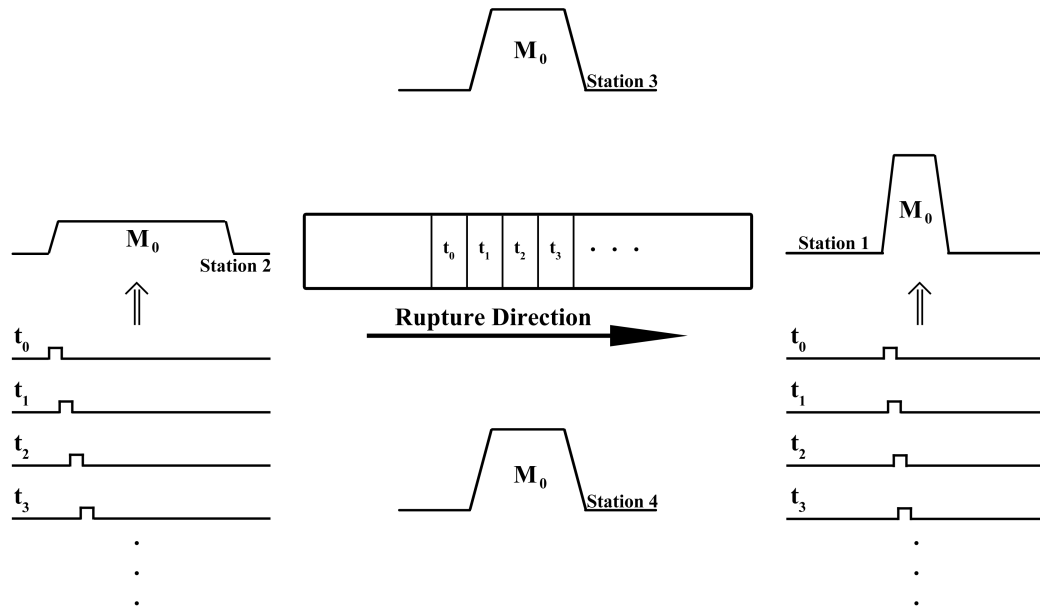 M₀
Station 3
M₀
Station 2
t₀ t₁ t₂ t₃ . . .
M₀
Station 1
Rupture Direction
t₀
t₁
t₂
t₃
.
.
.
M₀
Station 4
t₀
t₁
t₂
t₃
.
.
.